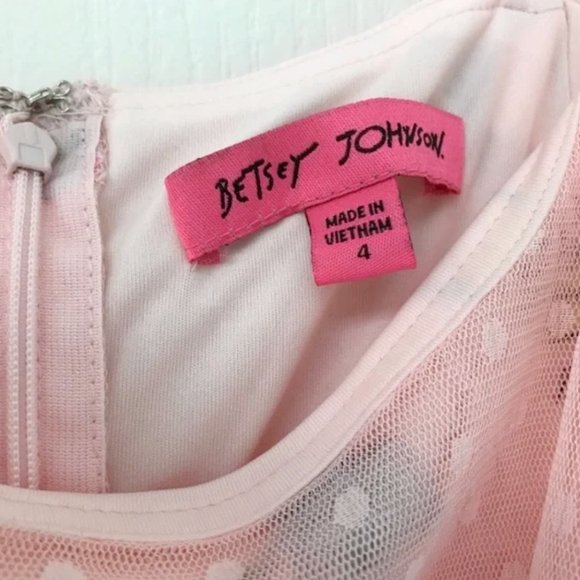 BETSEY JOHNSON.
MADE IN
VIETNAM
4